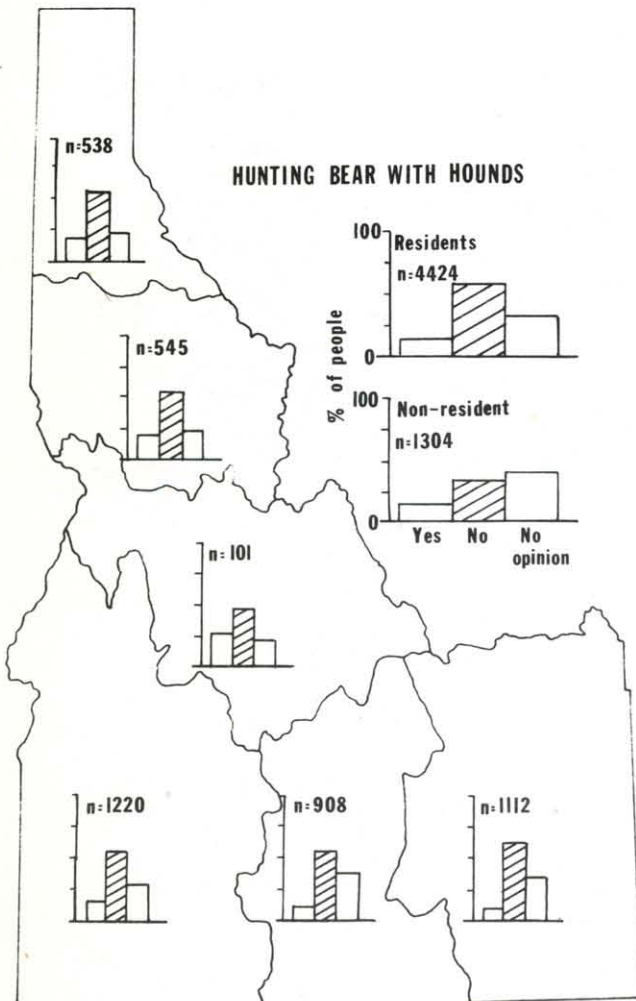 n=538
HUNTING BEAR WITH HOUNDS
100
Residents
n=4424
0
% of people
100
Non-resident
n=1304
0
Yes No No
opinion
n=545
n=101
n=1220
n=908
n=1112